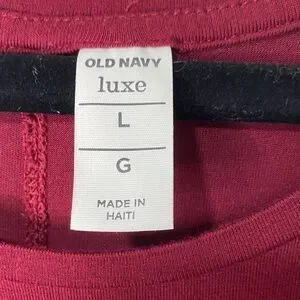 OLD NAVY
luxe
L
G
MADE IN
HAITI